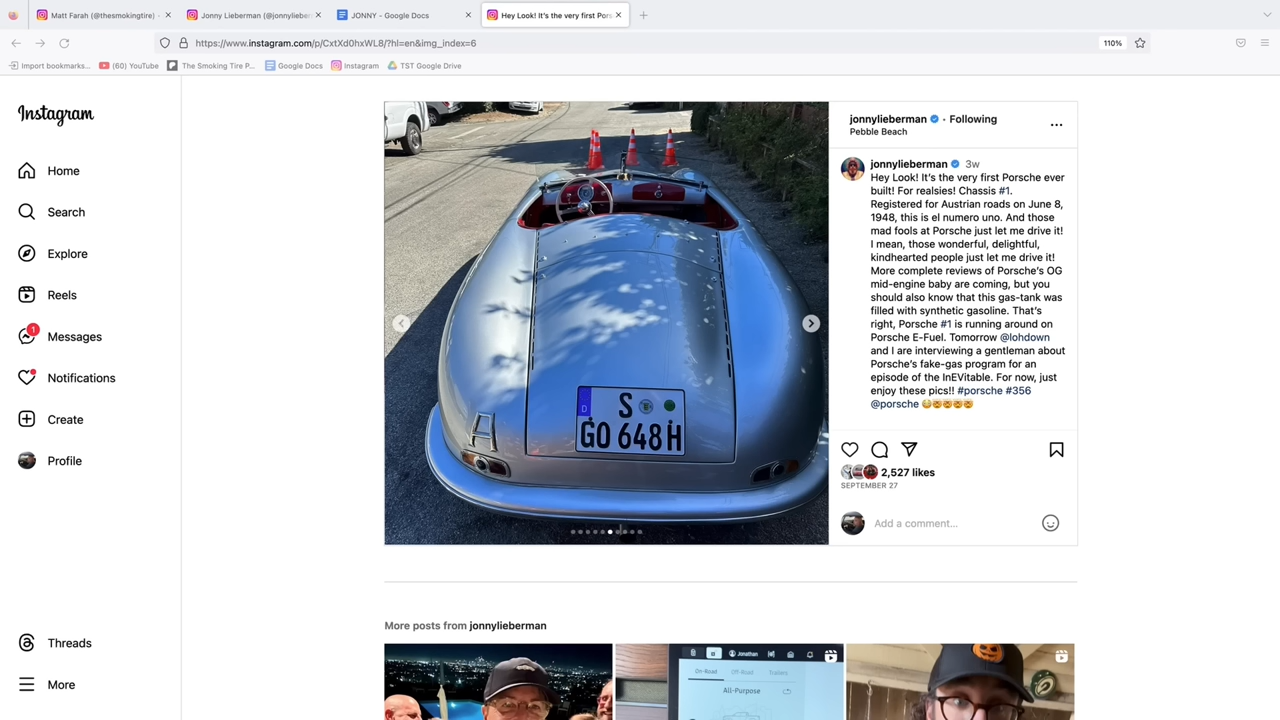 Matt Farah (@thesmokingtire) •
Jonny Lieberman (@jonnylieber
JONNY - Google Docs
Hey Look! It's the very first Pors
https://www.instagram.com/p/CxtXd0hxWL8/?hl=en&img_index=6
110%
Import bookmarks...
(60) YouTube
The Smoking Tire P...
Google Docs
Instagram
TST Google Drive
Instagram
Home
Search
Explore
Reels
1
Messages
Notifications
Create
Profile
Threads
More
D
S
GO 648H
A
jonnylieberman • Following
Pebble Beach
jonnylieberman 3w
Hey Look! It's the very first Porsche ever
built! For realsies! Chassis #1.
Registered for Austrian roads on June 8,
1948, this is el numero uno. And those
mad fools at Porsche just let me drive it!
I mean, those wonderful, delightful,
kindhearted people just let me drive it!
More complete reviews of Porsche's OG
mid-engine baby are coming, but you
should also know that this gas-tank was
filled with synthetic gasoline. That's
right, Porsche #1 is running around on
Porsche E-Fuel. Tomorrow @lohdown
and I are interviewing a gentleman about
Porsche's fake-gas program for an
episode of the InEVitable. For now, just
enjoy these pics!! #porsche #356
@porsche 😳🤯🤯🤯🤯
2,527 likes
SEPTEMBER 27
Add a comment...
More posts from jonnylieberman
Jonathan
On-Road Off-Road Trailers
All-Purpose